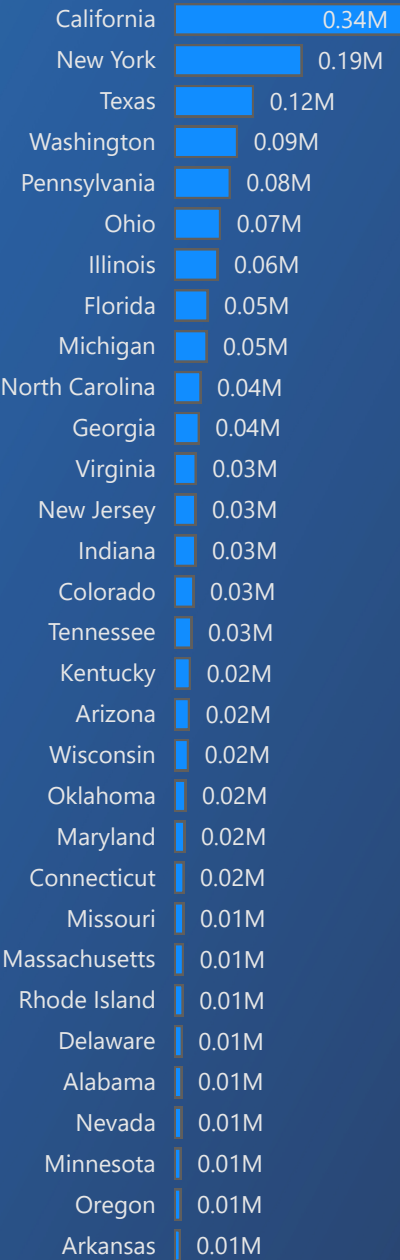 California 0.34M
New York 0.19M
Texas 0.12M
Washington 0.09M
Pennsylvania 0.08M
Ohio 0.07M
Illinois 0.06M
Florida 0.05M
Michigan 0.05M
North Carolina 0.04M
Georgia 0.04M
Virginia 0.03M
New Jersey 0.03M
Indiana 0.03M
Colorado 0.03M
Tennessee 0.03M
Kentucky 0.02M
Arizona 0.02M
Wisconsin 0.02M
Oklahoma 0.02M
Maryland 0.02M
Connecticut 0.02M
Missouri 0.01M
Massachusetts 0.01M
Rhode Island 0.01M
Delaware 0.01M
Alabama 0.01M
Nevada 0.01M
Minnesota 0.01M
Oregon 0.01M
Arkansas 0.01M